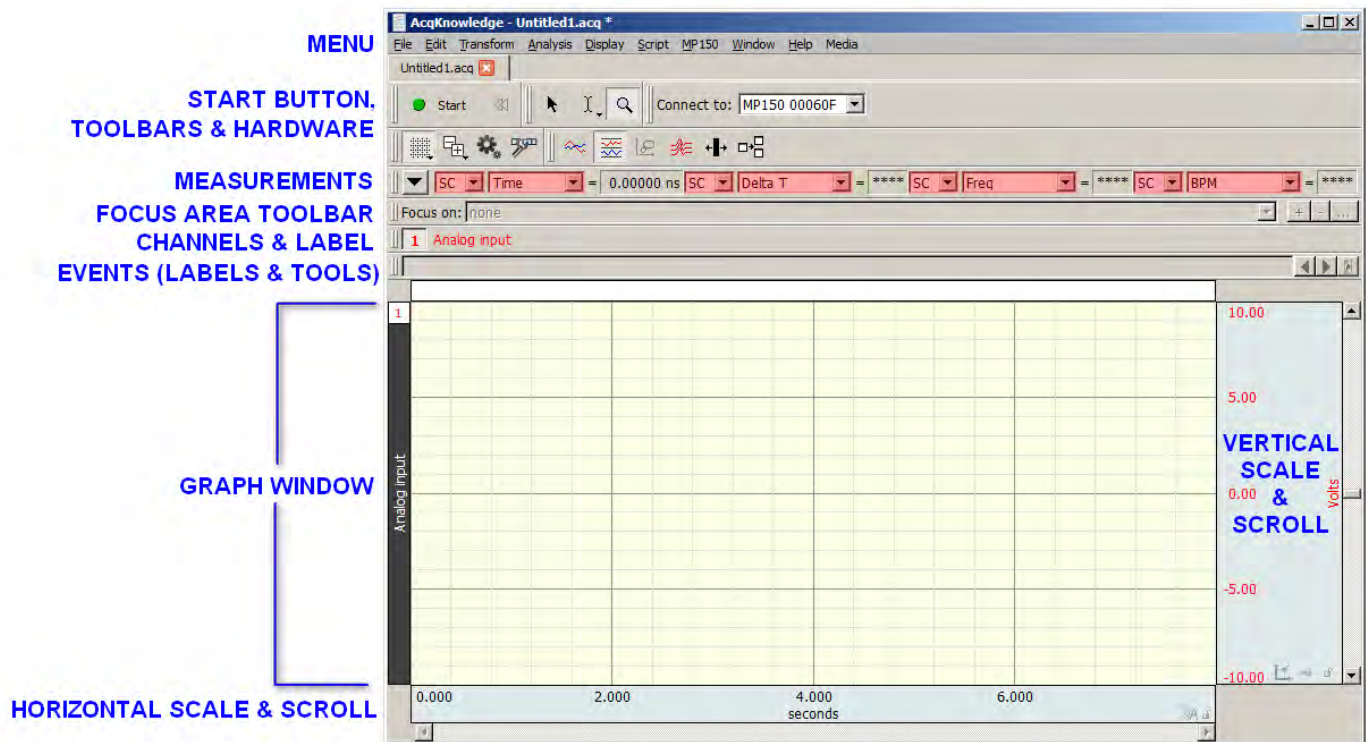 AcqKnowledge - Untitled1.acq *
MENU
File Edit Transform Analysis Display Script MP150 Window Help Media
Untitled1.acq
START BUTTON,
TOOLBARS & HARDWARE
Start
Connect to: MP150 00060F
MEASUREMENTS
SC Time = 0.00000 ns SC Delta T = **** SC Freq = **** SC BPM = ****
FOCUS AREA TOOLBAR
Focus on: none
+ - ...
CHANNELS & LABEL
1 Analog input
EVENTS (LABELS & TOOLS)
1
10.00
5.00
VERTICAL
SCALE
&
SCROLL
GRAPH WINDOW
Analog input
0.00
Volts
-5.00
-10.00
HORIZONTAL SCALE & SCROLL
0.000 2.000 4.000 6.000
seconds